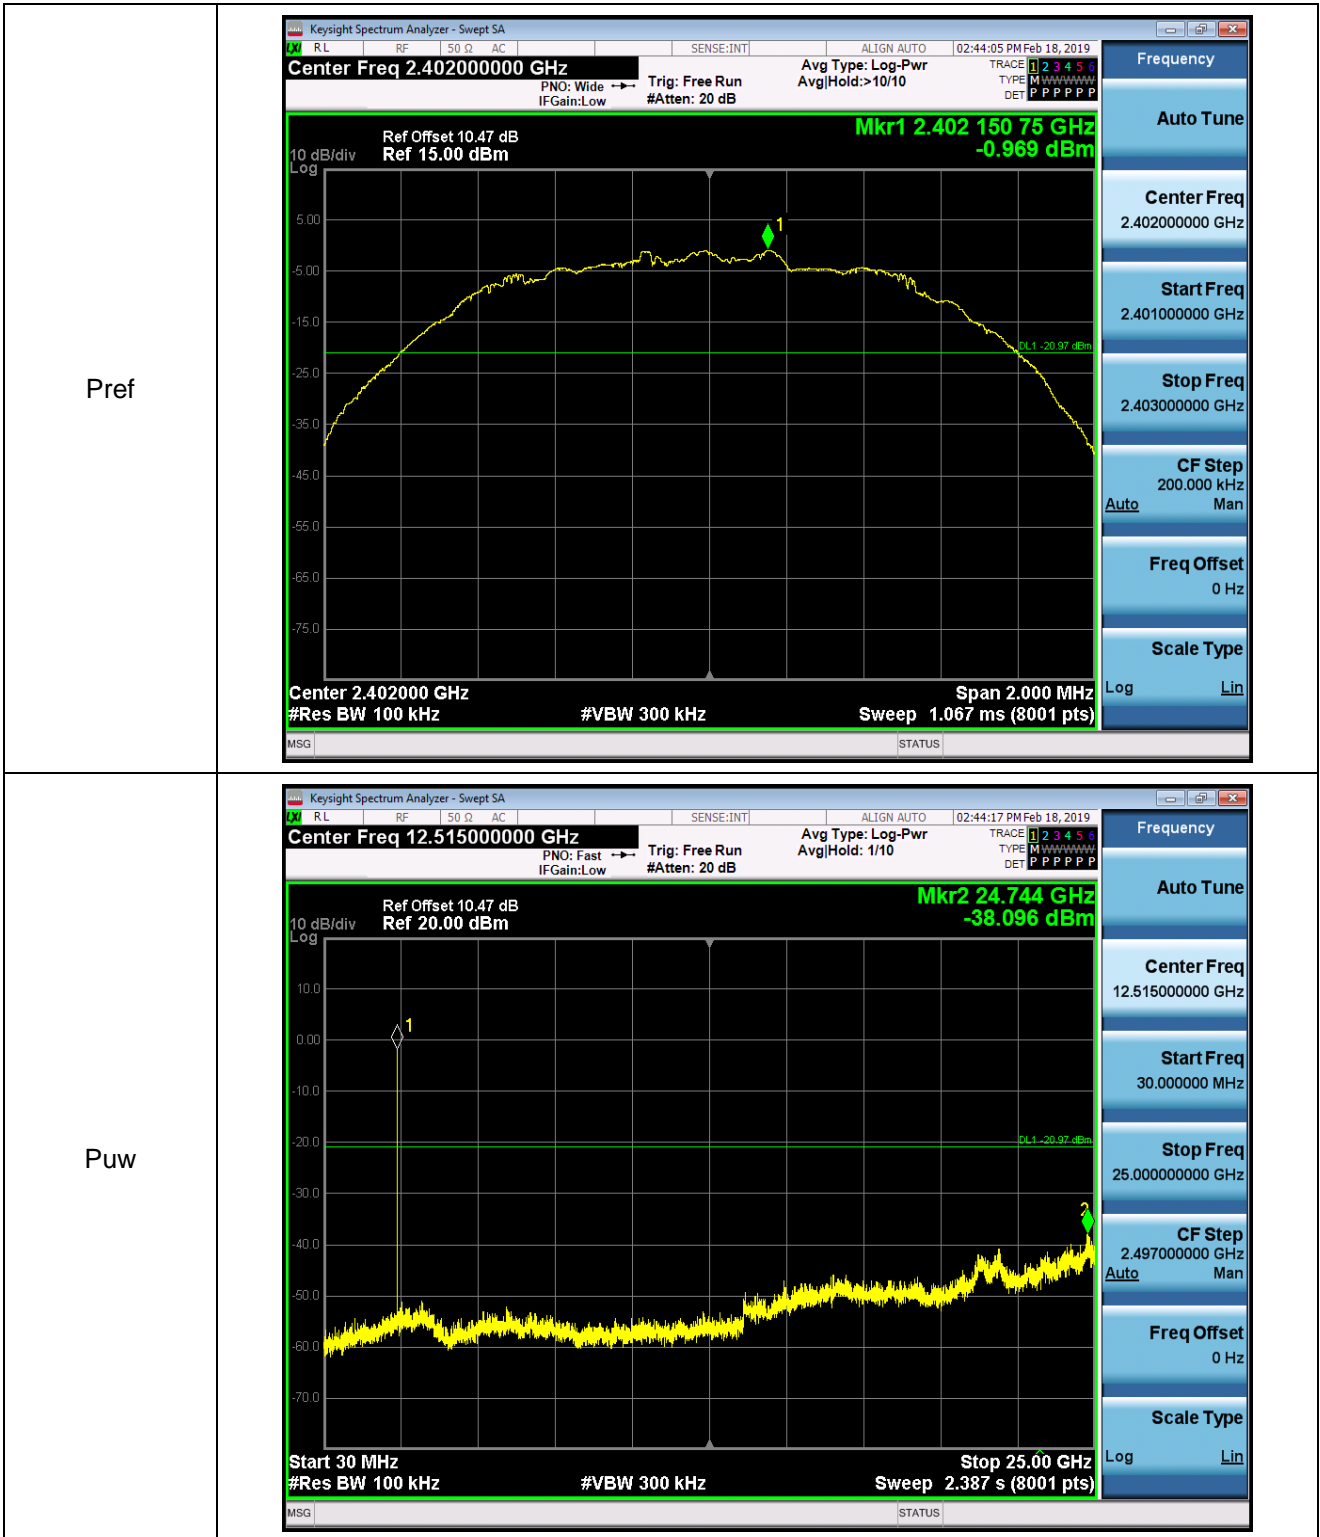 Pref
Keysight Spectrum Analyzer - Swept SA
LXI RL RF 50 Ω AC SENSE:INT ALIGN AUTO 02:44:05 PM Feb 18, 2019
Center Freq 2.402000000 GHz
PNO: Wide
IFGain:Low
Trig: Free Run
#Atten: 20 dB
Avg Type: Log-Pwr
Avg|Hold:>10/10
TRACE 1 2 3 4 5 6
TYPE M WWWWW
DET P P P P P P
Mkr1 2.402 150 75 GHz
-0.969 dBm
Ref Offset 10.47 dB
10 dB/div Ref 15.00 dBm
Log
1
5.00
-5.00
-15.0
DL1 -20.97 dBm
-25.0
-35.0
-45.0
-55.0
-65.0
-75.0
Center 2.402000 GHz Span 2.000 MHz
#Res BW 100 kHz #VBW 300 kHz Sweep 1.067 ms (8001 pts)
MSG STATUS
Frequency
Auto Tune
Center Freq
2.402000000 GHz
Start Freq
2.401000000 GHz
Stop Freq
2.403000000 GHz
CF Step
200.000 kHz
Auto Man
Freq Offset
0 Hz
Scale Type
Log Lin
Puw
Keysight Spectrum Analyzer - Swept SA
LXI RL RF 50 Ω AC SENSE:INT ALIGN AUTO 02:44:17 PM Feb 18, 2019
Center Freq 12.515000000 GHz
PNO: Fast
IFGain:Low
Trig: Free Run
#Atten: 20 dB
Avg Type: Log-Pwr
Avg|Hold: 1/10
TRACE 1 2 3 4 5 6
TYPE M WWWWW
DET P P P P P P
Mkr2 24.744 GHz
-38.096 dBm
Ref Offset 10.47 dB
10 dB/div Ref 20.00 dBm
Log
10.0
1
0.00
-10.0
-20.0
DL1 -20.97 dBm
-30.0
2
-40.0
-50.0
-60.0
-70.0
Start 30 MHz Stop 25.00 GHz
#Res BW 100 kHz #VBW 300 kHz Sweep 2.387 s (8001 pts)
MSG STATUS
Frequency
Auto Tune
Center Freq
12.515000000 GHz
Start Freq
30.000000 MHz
Stop Freq
25.000000000 GHz
CF Step
2.497000000 GHz
Auto Man
Freq Offset
0 Hz
Scale Type
Log Lin